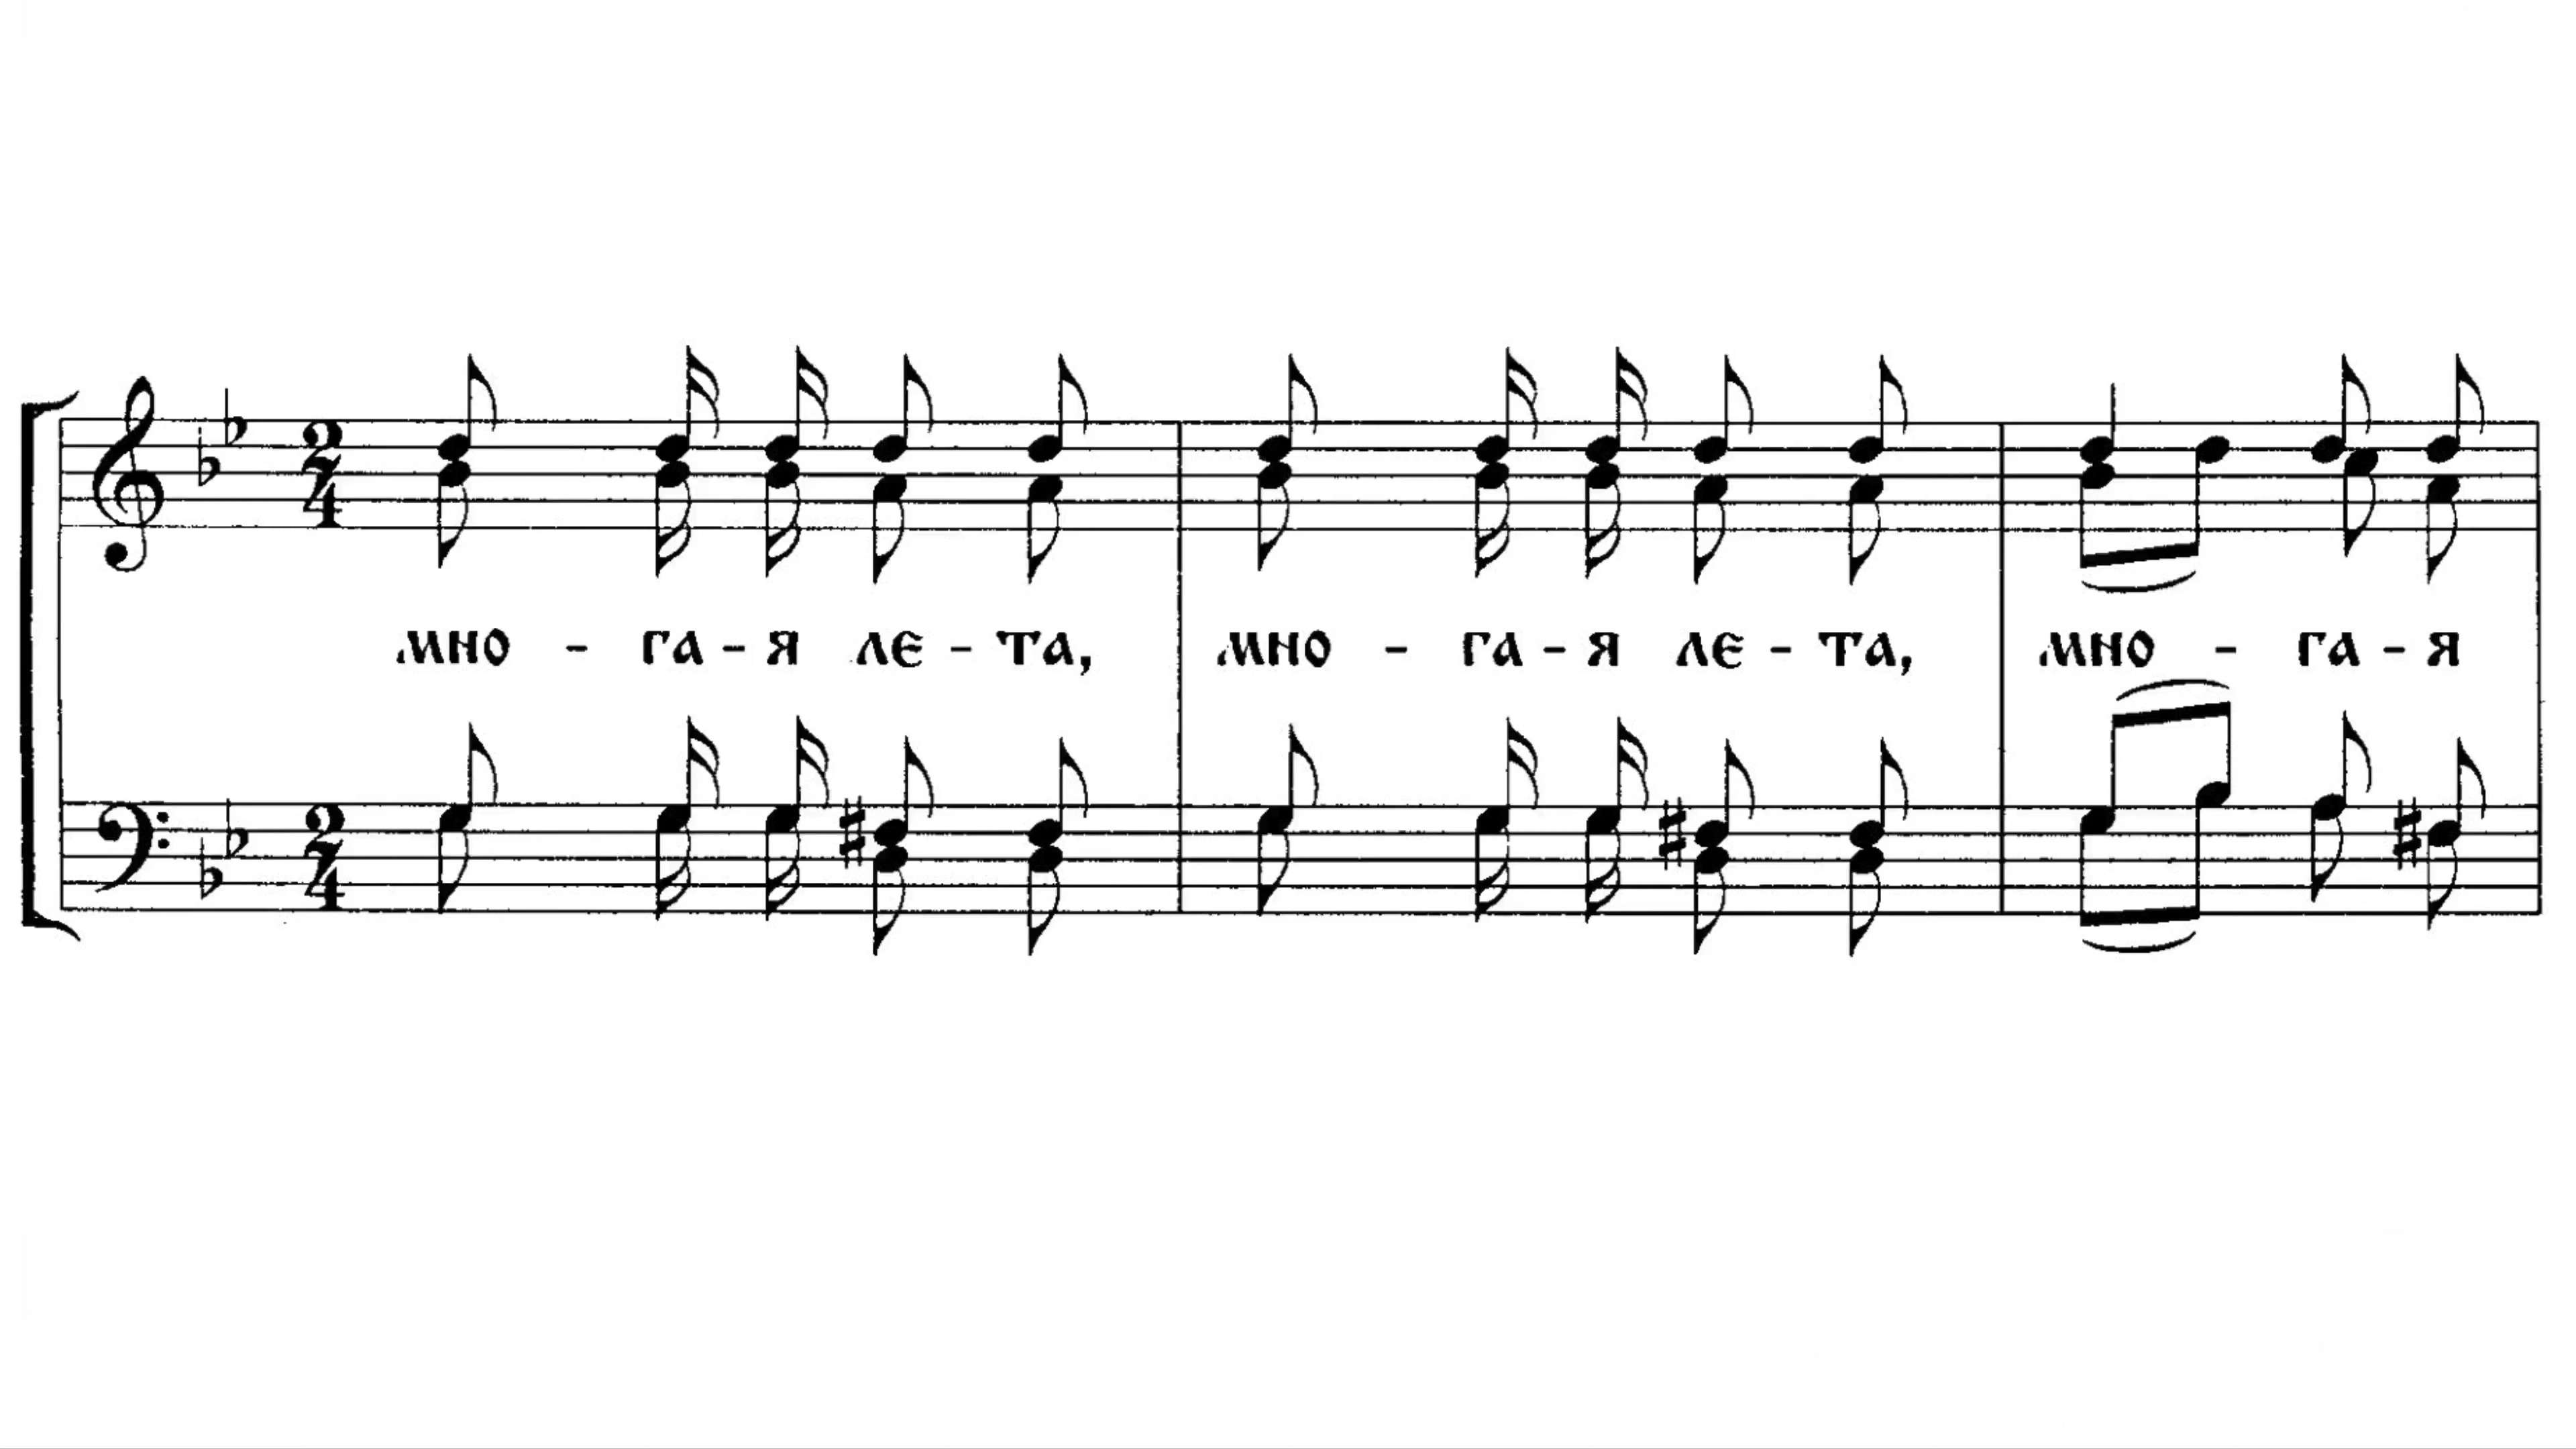 мно - га - я ле - та, мно - га - я ле - та, мно - га - я